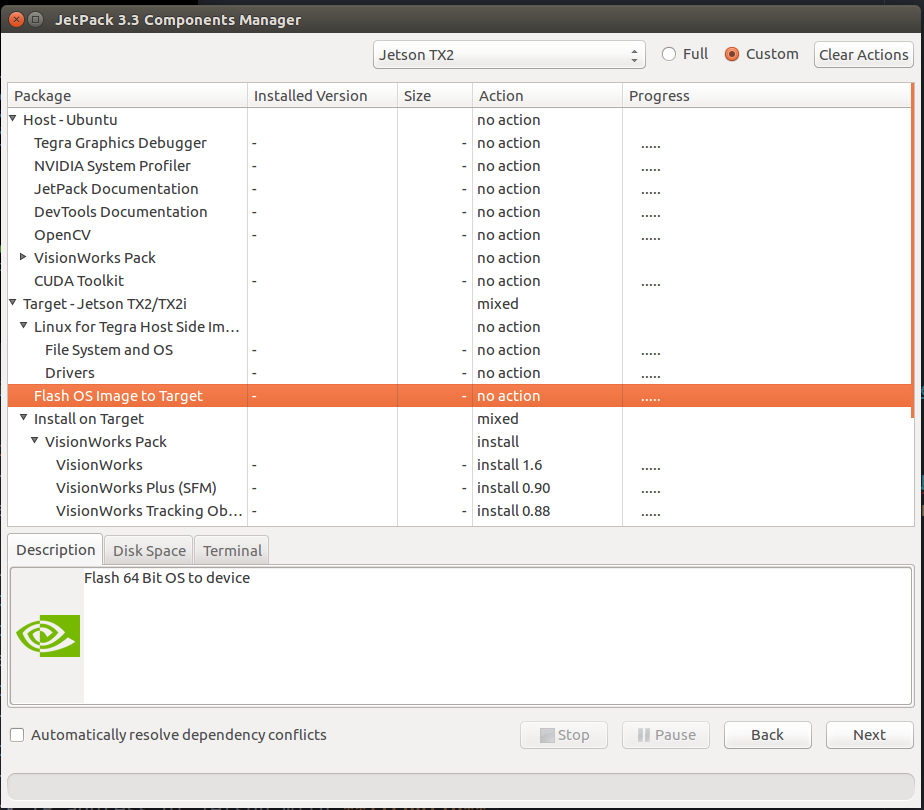 JetPack 3.3 Components Manager
Jetson TX2 Full Custom Clear Actions
Package Installed Version Size Action Progress
Host - Ubuntu no action
Tegra Graphics Debugger - - no action .....
NVIDIA System Profiler - - no action .....
JetPack Documentation - - no action .....
DevTools Documentation - - no action .....
OpenCV - - no action .....
VisionWorks Pack no action
CUDA Toolkit - - no action .....
Target - Jetson TX2/TX2i mixed
Linux for Tegra Host Side Im... no action
File System and OS - - no action .....
Drivers - - no action .....
Flash OS Image to Target - - no action .....
Install on Target mixed
VisionWorks Pack install
VisionWorks - - install 1.6 .....
VisionWorks Plus (SFM) - - install 0.90 .....
VisionWorks Tracking Ob... - - install 0.88 .....
Description Disk Space Terminal
Flash 64 Bit OS to device
Automatically resolve dependency conflicts Stop Pause Back Next